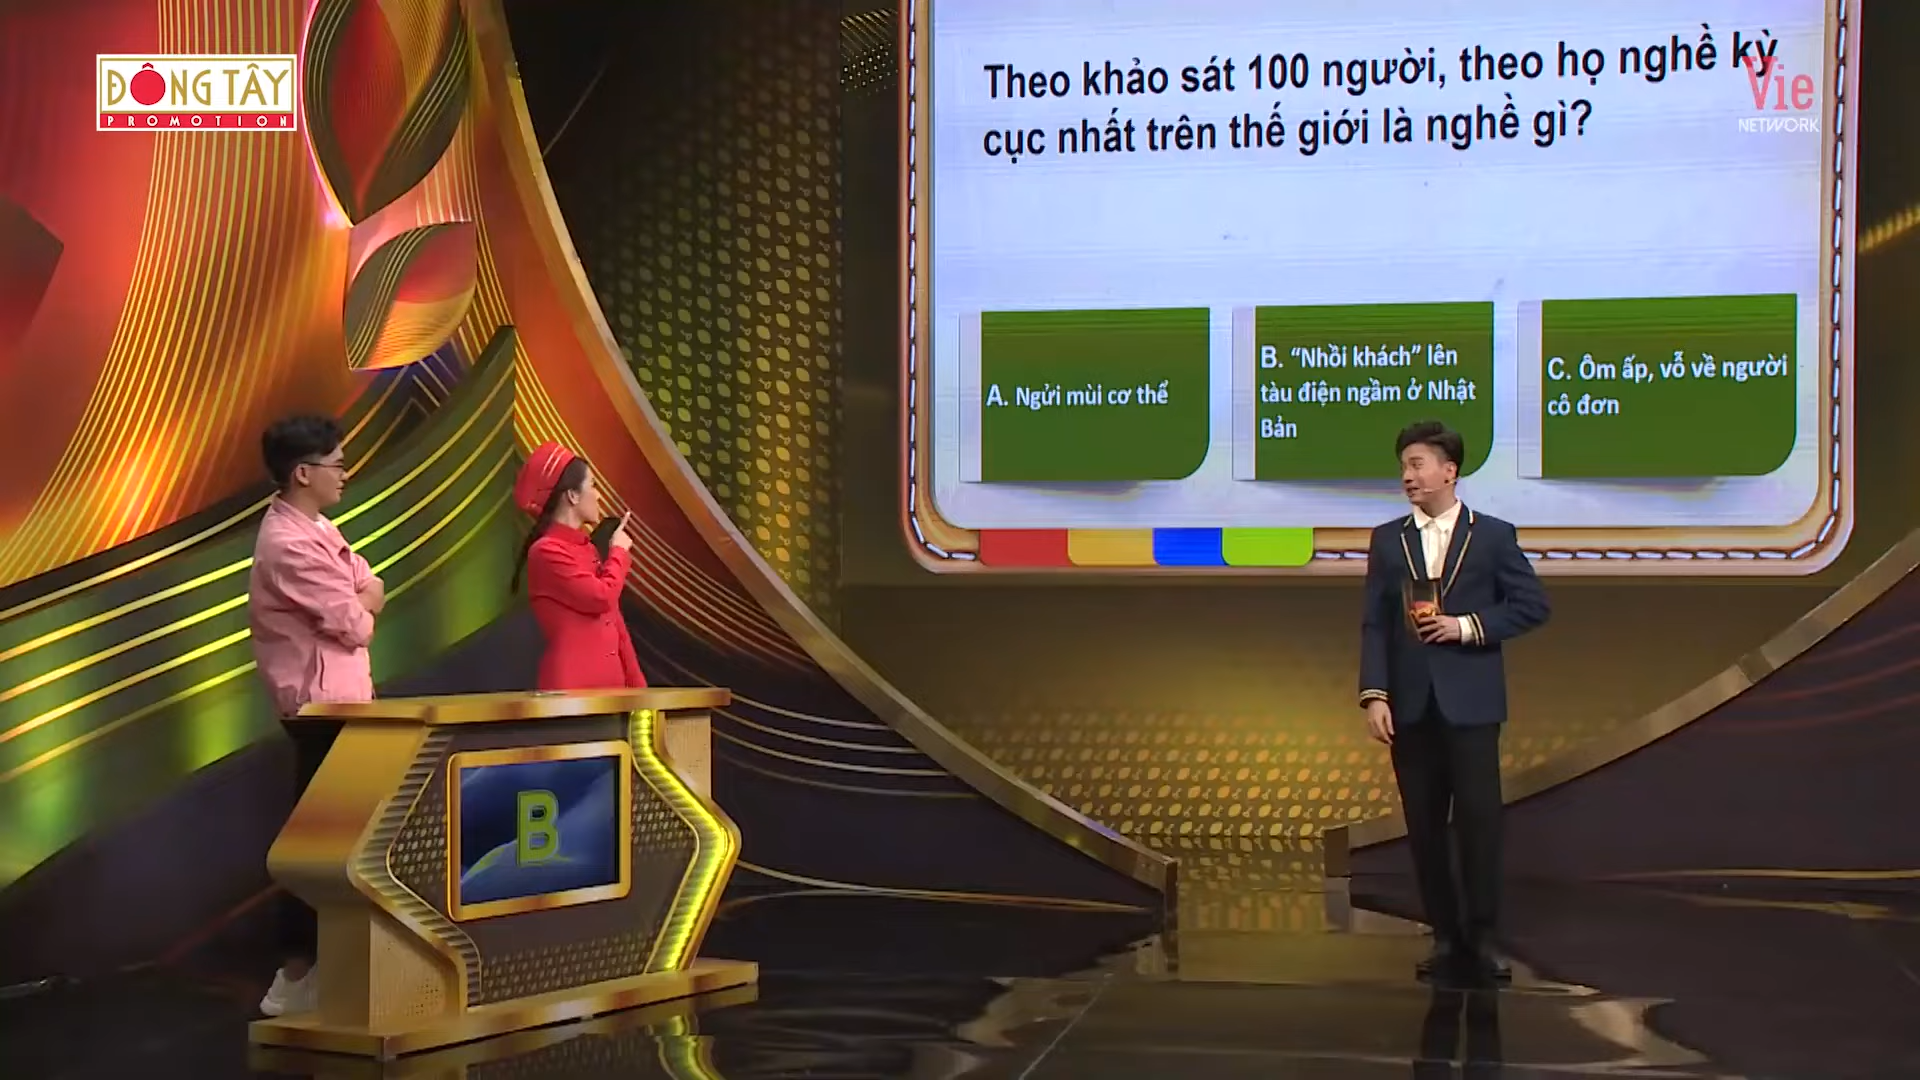 ĐÔNG TÂY
PROMOTION
Theo khảo sát 100 người, theo họ nghề kỳ
cục nhất trên thế giới là nghề gì?
Vie
NETWORK
A. Ngửi mùi cơ thể
B. “Nhồi khách” lên
tàu điện ngầm ở Nhật
Bản
C. Ôm ấp, vỗ về người
cô đơn
B